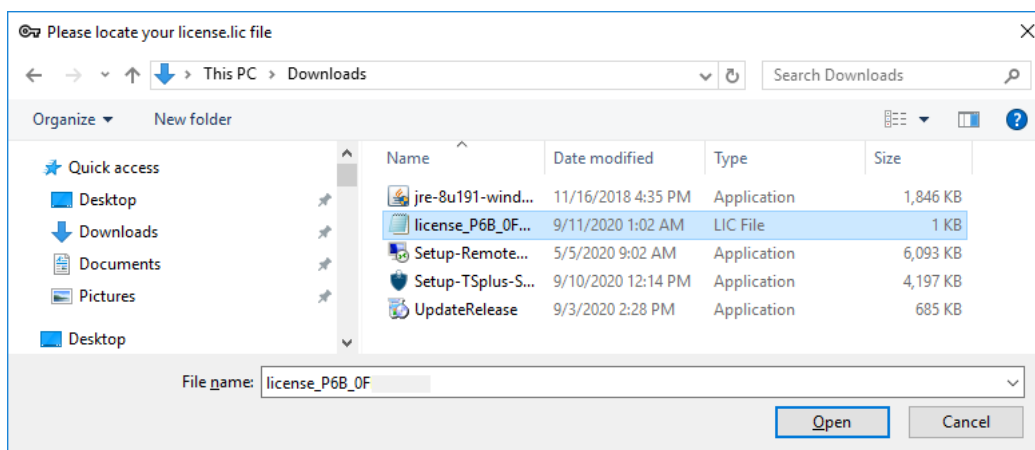 Please locate your license.lic file
This PC > Downloads
Search Downloads
Organize
New folder
Quick access
Desktop
Downloads
Documents
Pictures
Desktop
Name Date modified Type Size
jre-8u191-wind... 11/16/2018 4:35 PM Application 1,846 KB
license_P6B_0F... 9/11/2020 1:02 AM LIC File 1 KB
Setup-Remote... 5/5/2020 9:02 AM Application 6,093 KB
Setup-TSplus-S... 9/10/2020 12:14 PM Application 4,197 KB
UpdateRelease 9/3/2020 2:28 PM Application 685 KB
File name: license_P6B_0F
Open Cancel